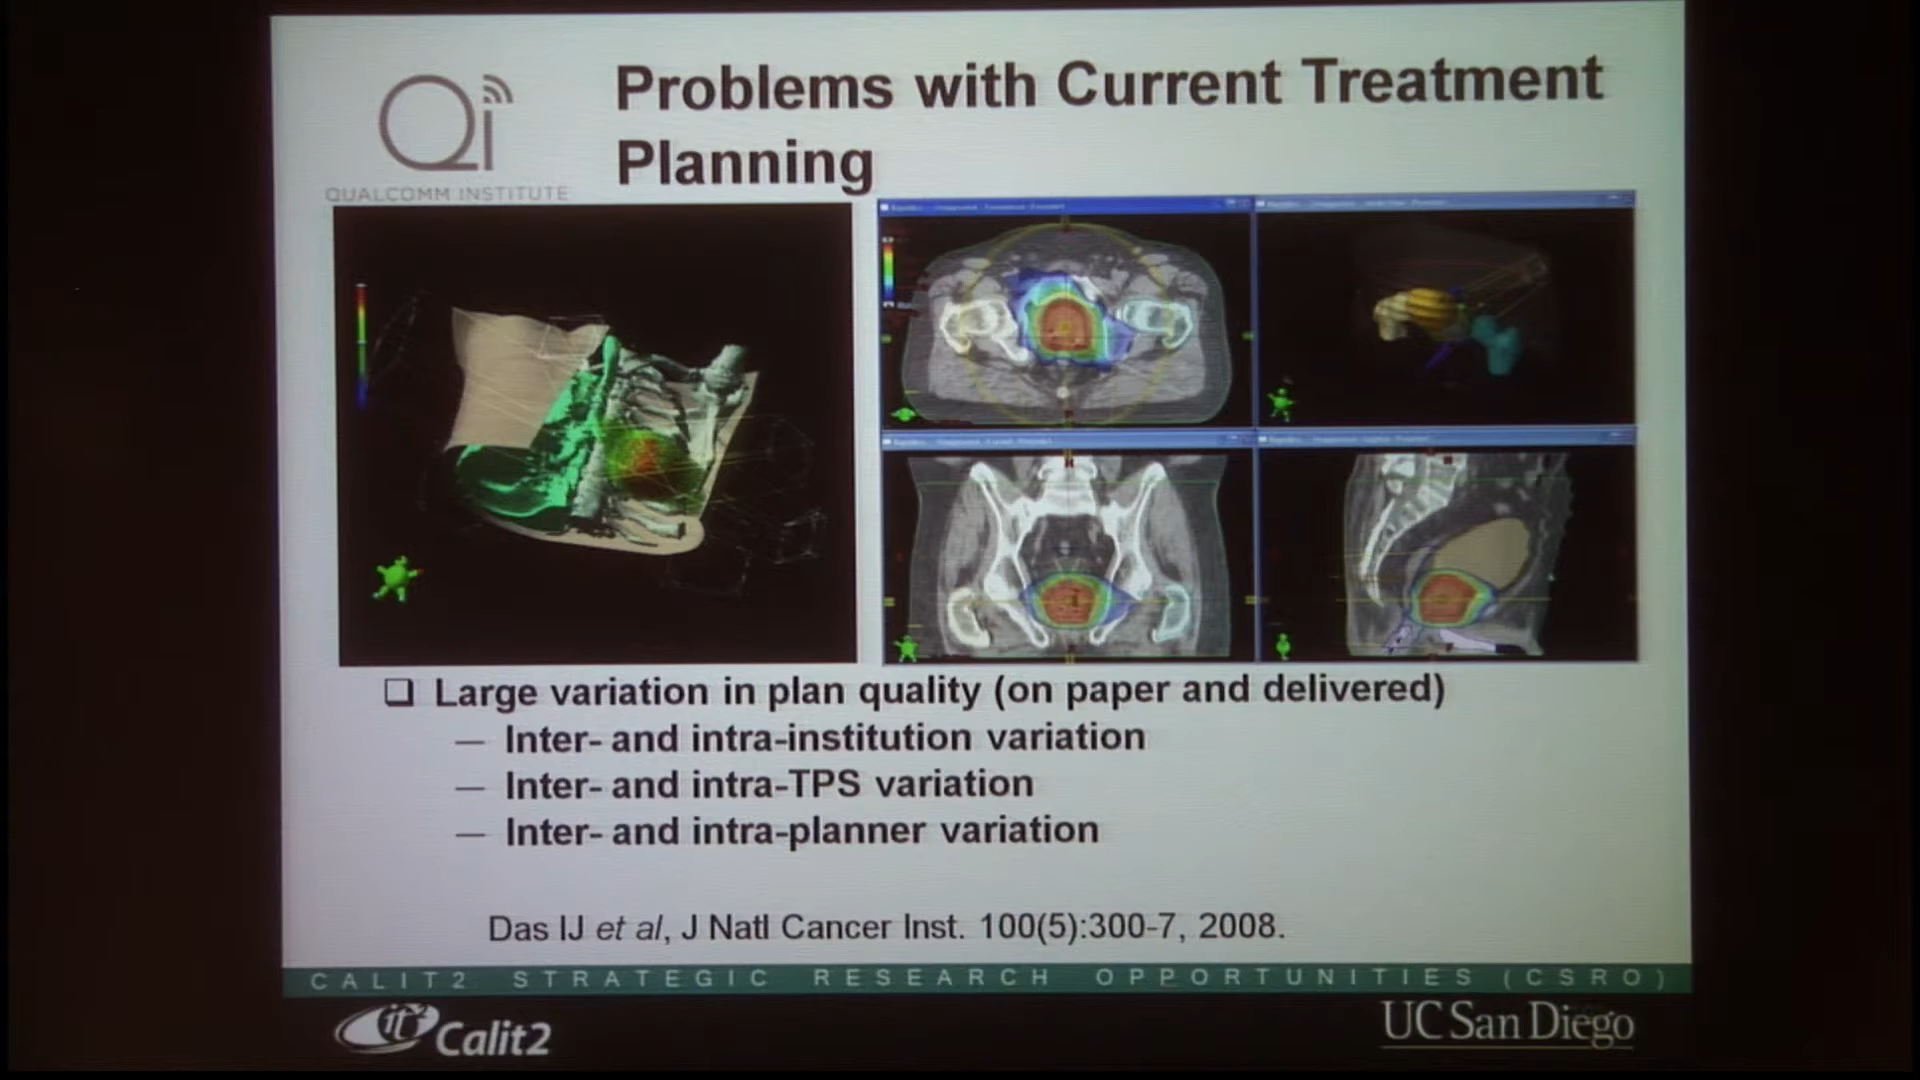 Qi
QUALCOMM INSTITUTE
Problems with Current Treatment
Planning
❑ Large variation in plan quality (on paper and delivered)
— Inter- and intra-institution variation
— Inter- and intra-TPS variation
— Inter- and intra-planner variation
Das IJ et al, J Natl Cancer Inst. 100(5):300-7, 2008.
CALIT2 STRATEGIC RESEARCH OPPORTUNITIES (CSRO)
Calit2
UC San Diego